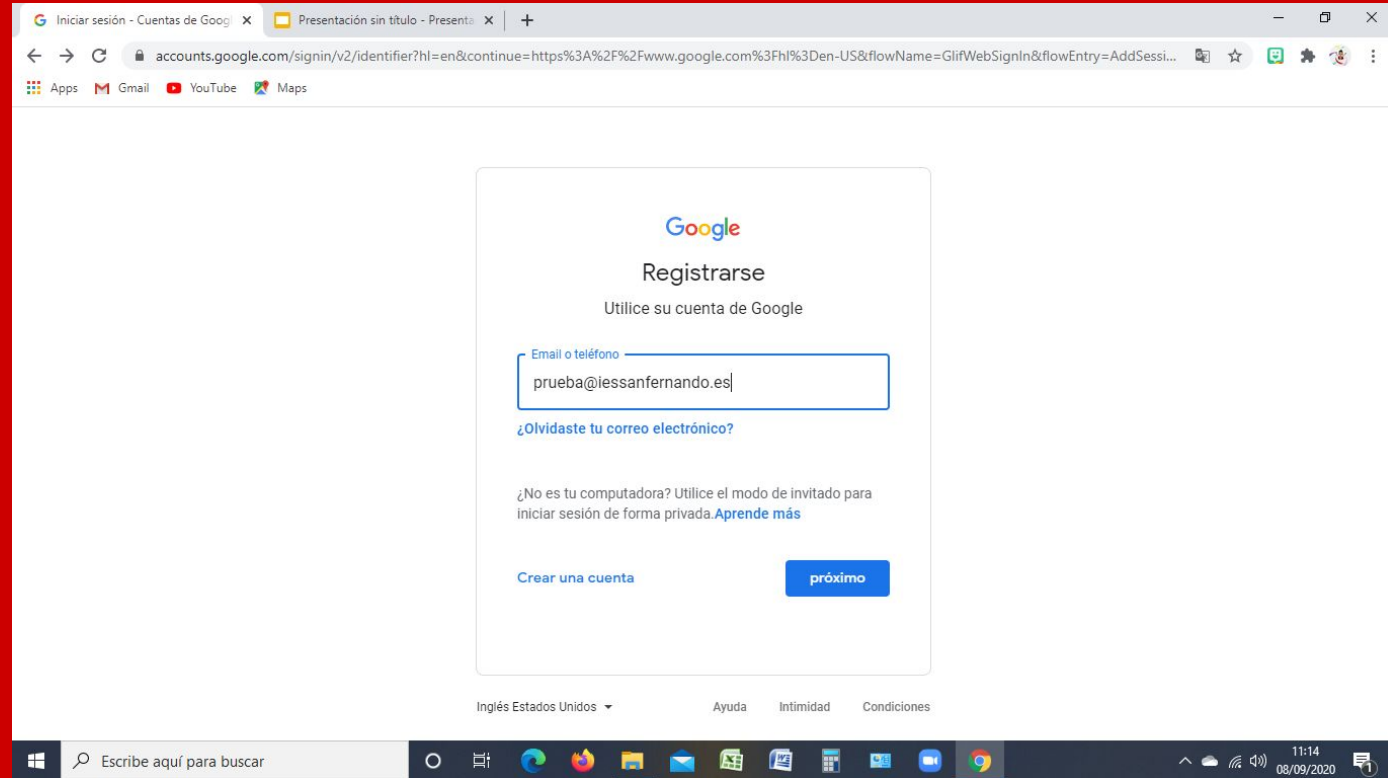 Iniciar sesión - Cuentas de Goog
Presentación sin título - Presenta
accounts.google.com/signin/v2/identifier?hl=en&continue=https%3A%2F%2Fwww.google.com%3Fhl%3Den-US&flowName=GlifWebSignIn&flowEntry=AddSessi...
Apps Gmail YouTube Maps
Google
Registrarse
Utilice su cuenta de Google
Email o teléfono
prueba@iessanfernando.es
¿Olvidaste tu correo electrónico?
¿No es tu computadora? Utilice el modo de invitado para
iniciar sesión de forma privada.Aprende más
Crear una cuenta próximo
Inglés Estados Unidos Ayuda Intimidad Condiciones
Escribe aquí para buscar
11:14
08/09/2020
1